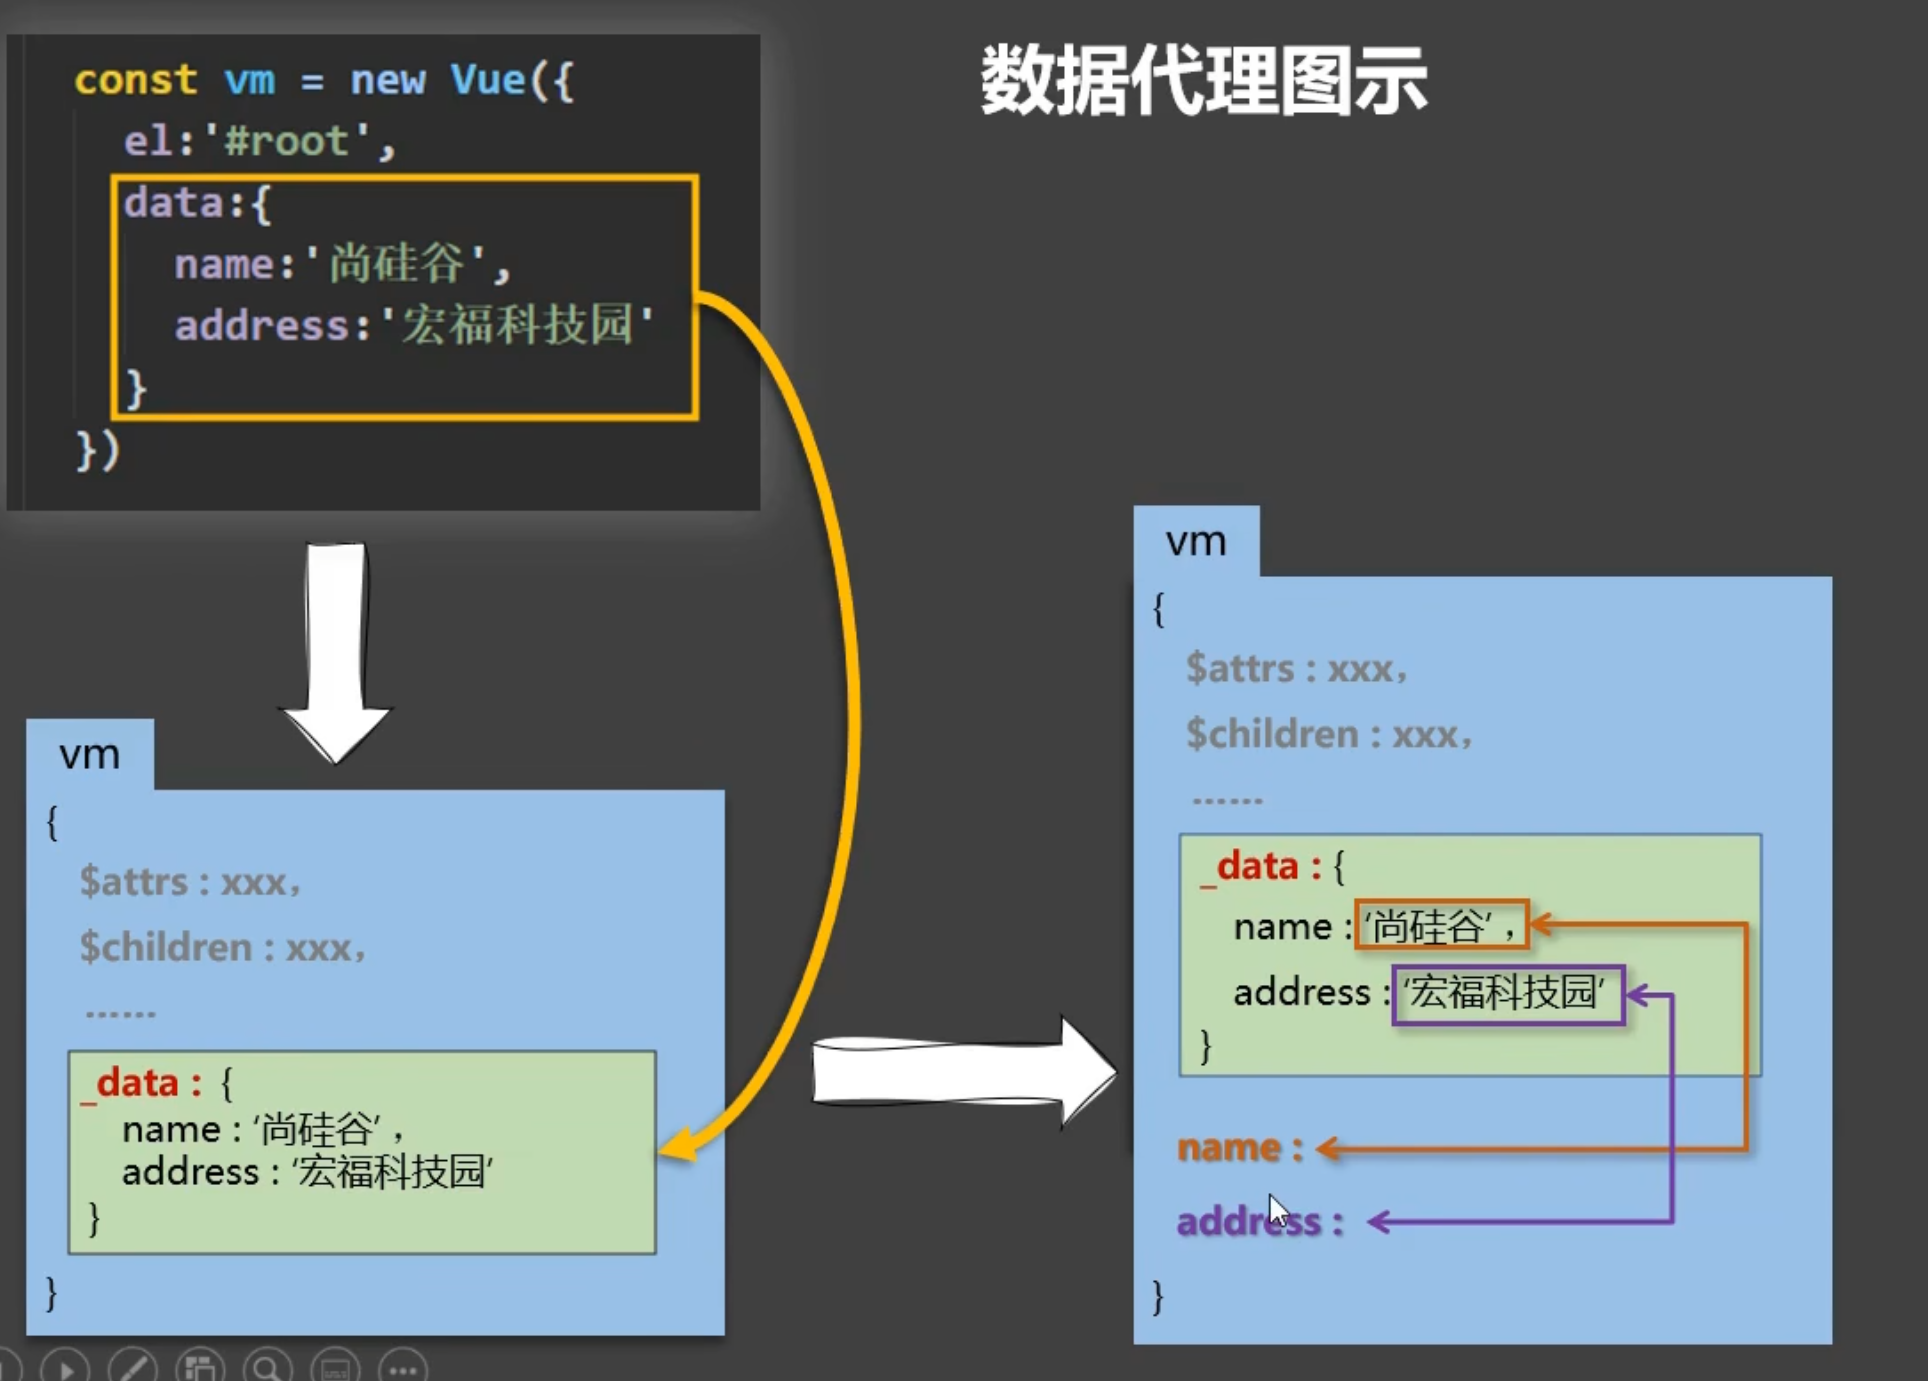 const vm = new Vue({
el:'#root',
data:{
name:'尚硅谷',
address:'宏福科技园'
}
})
数据代理图示
vm
{
$attrs : xxx，
$children : xxx，
……
_data : {
name : ‘尚硅谷’，
address : ‘宏福科技园’
}
}
vm
{
$attrs : xxx，
$children : xxx，
……
_data : {
name : ‘尚硅谷’，
address : ‘宏福科技园’
}
name :
address :
}